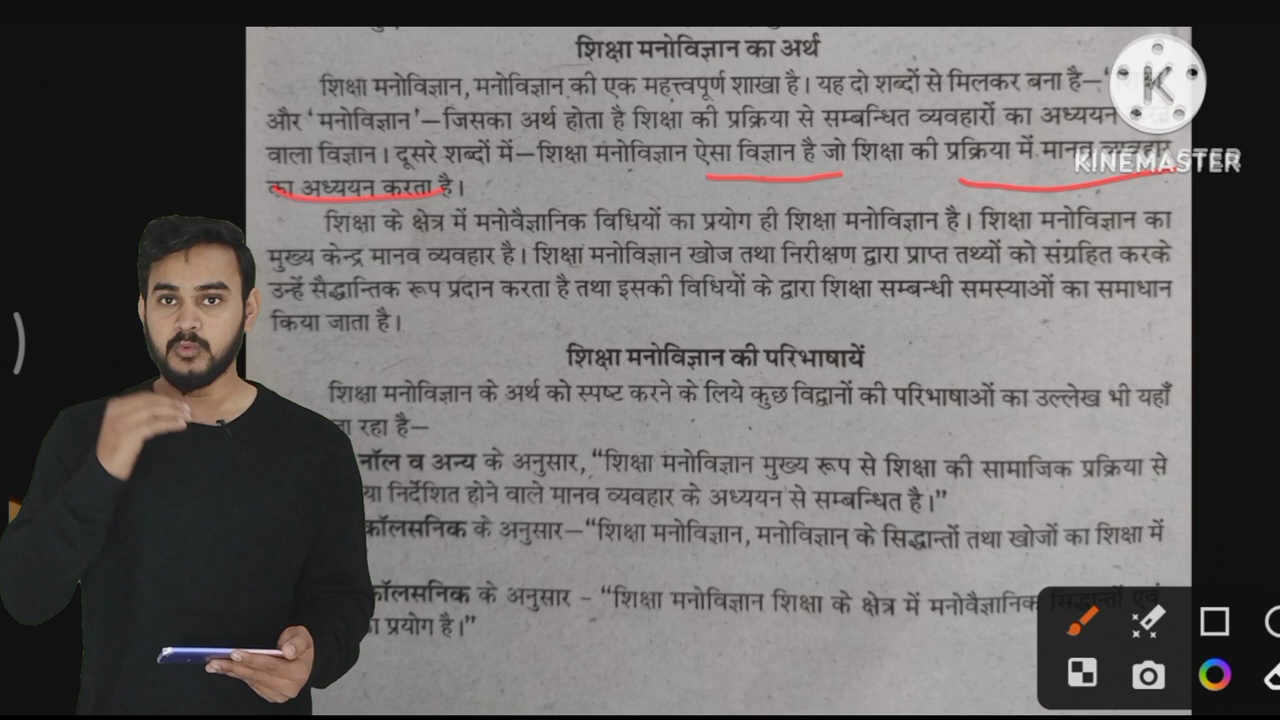 शिक्षा मनोविज्ञान का अर्थ
शिक्षा मनोविज्ञान, मनोविज्ञान की एक महत्त्वपूर्ण शाखा है। यह दो शब्दों से मिलकर बना है—
और 'मनोविज्ञान'—जिसका अर्थ होता है शिक्षा की प्रक्रिया से सम्बन्धित व्यवहारों का अध्ययन
वाला विज्ञान। दूसरे शब्दों में—शिक्षा मनोविज्ञान ऐसा विज्ञान है जो शिक्षा की प्रक्रिया में मानव व्यवहार
का अध्ययन करता है।
शिक्षा के क्षेत्र में मनोवैज्ञानिक विधियों का प्रयोग ही शिक्षा मनोविज्ञान है। शिक्षा मनोविज्ञान का
मुख्य केन्द्र मानव व्यवहार है। शिक्षा मनोविज्ञान खोज तथा निरीक्षण द्वारा प्राप्त तथ्यों को संग्रहित करके
उन्हें सैद्धान्तिक रूप प्रदान करता है तथा इसकी विधियों के द्वारा शिक्षा सम्बन्धी समस्याओं का समाधान
किया जाता है।
शिक्षा मनोविज्ञान की परिभाषायें
शिक्षा मनोविज्ञान के अर्थ को स्पष्ट करने के लिये कुछ विद्वानों की परिभाषाओं का उल्लेख भी यहाँ
रहा है—
व अन्य के अनुसार, "शिक्षा मनोविज्ञान मुख्य रूप से शिक्षा की सामाजिक प्रक्रिया से
निर्देशित होने वाले मानव व्यवहार के अध्ययन से सम्बन्धित है।"
कॉलसनिक के अनुसार—"शिक्षा मनोविज्ञान, मनोविज्ञान के सिद्धान्तों तथा खोजों का शिक्षा में
कॉलसनिक के अनुसार - "शिक्षा मनोविज्ञान शिक्षा के क्षेत्र में मनोवैज्ञानिक सिद्धान्तों एवं
प्रयोग है।"
K
KINEMASTER